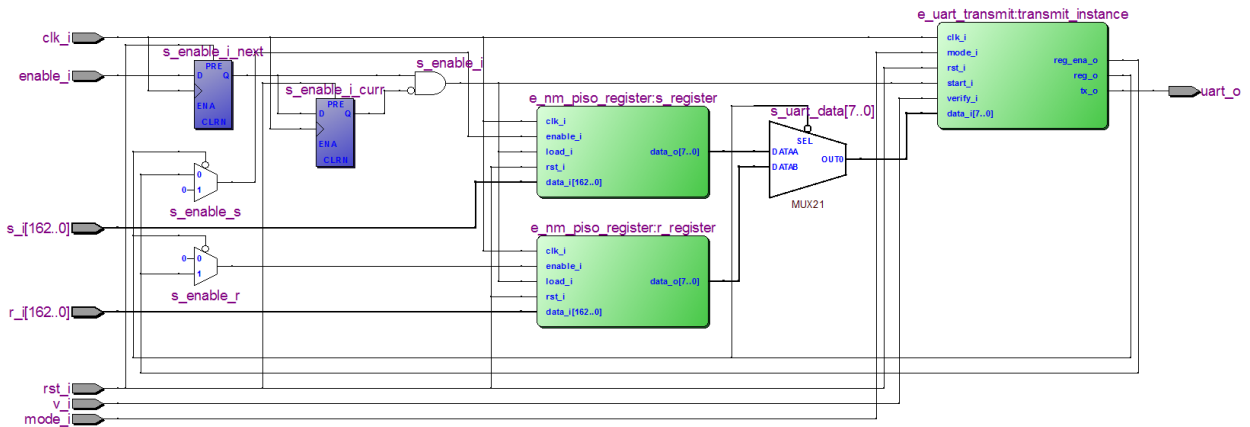 e_uart_transmit:transmit_instance
clk_i
clk_i
s_enable_i_next
mode_i
PRE
s_enable_i
reg_ena_o
enable_i
D Q
rst_i
reg_o
start_i
tx_o
uart_o
s_enable_i_curr
verify_i
ENA
PRE
e_nm_piso_register:s_register
s_uart_data[7..0]
data_i[7..0]
D Q
CLRN
clk_i
ENA
enable_i
SEL
load_i
data_o[7..0]
DATAA
CLRN
rst_i
DATAB
OUT0
0
data_i[162..0]
0 1
s_enable_s
MUX21
s_i[162..0]
e_nm_piso_register:r_register
clk_i
0 0
enable_i
1
load_i
data_o[7..0]
s_enable_r
rst_i
r_i[162..0]
data_i[162..0]
rst_i
v_i
mode_i